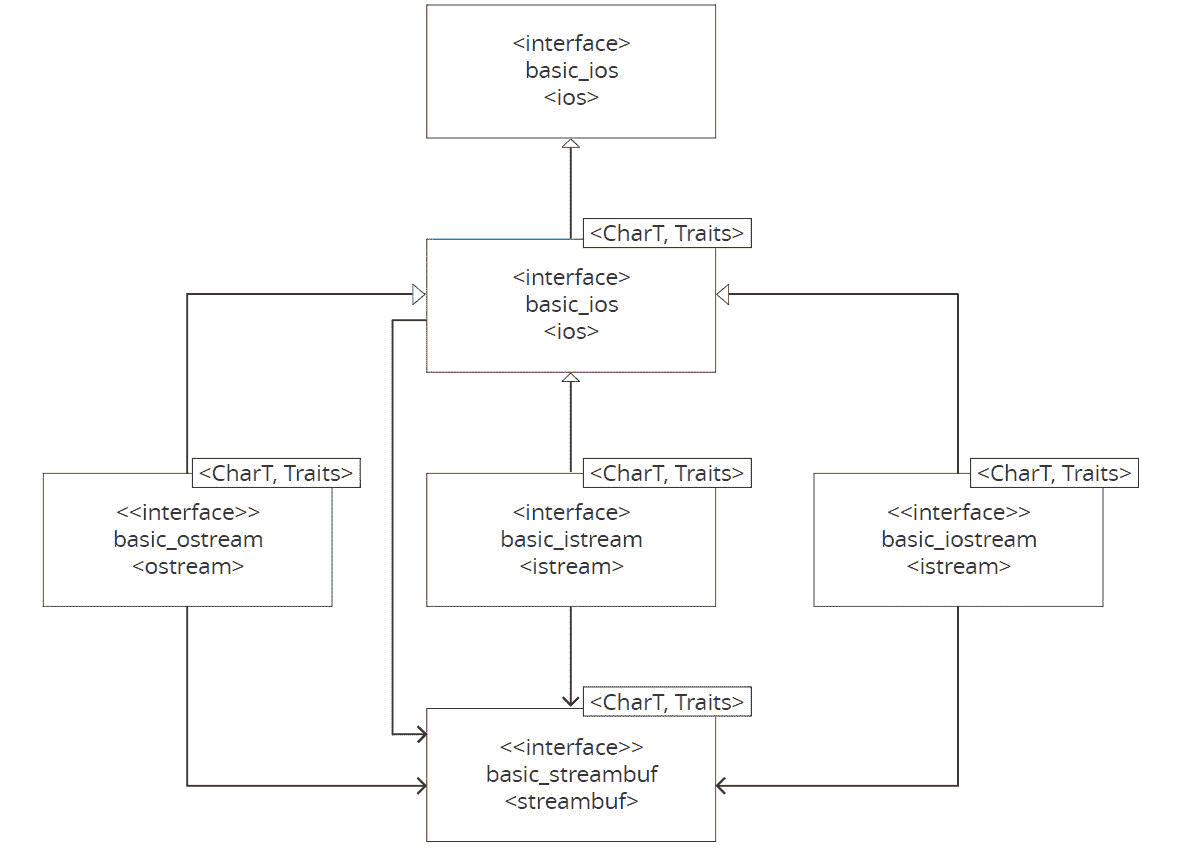 <interface>
basic_ios
<ios>
<CharT, Traits>
<interface>
basic_ios
<ios>
<CharT, Traits>
<<interface>>
basic_ostream
<ostream>
<CharT, Traits>
<interface>
basic_istream
<istream>
<CharT, Traits>
<<interface>>
basic_iostream
<istream>
<CharT, Traits>
<<interface>>
basic_streambuf
<streambuf>